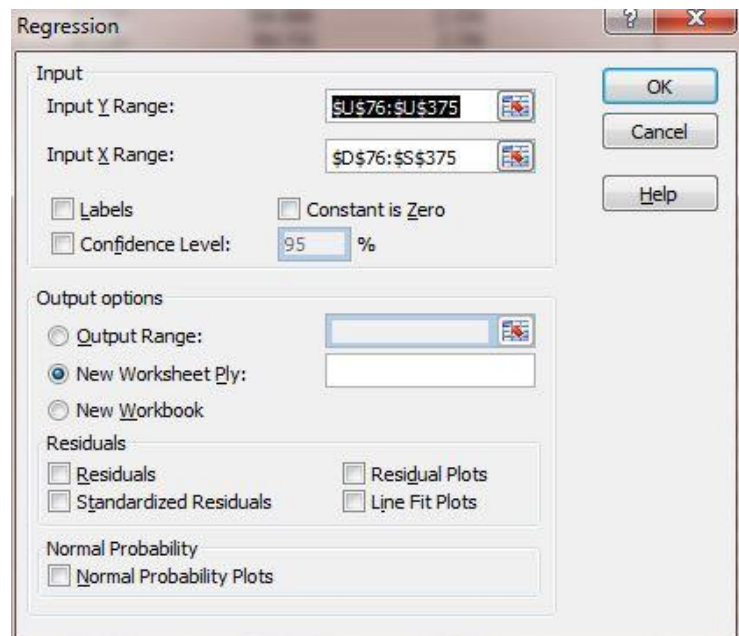 Regression
Input
Input Y Range: $U$76:$U$375
Input X Range: $D$76:$S$375
Labels Constant is Zero
Confidence Level: 95 %
Output options
Output Range:
New Worksheet Ply:
New Workbook
Residuals
Residuals Residual Plots
Standardized Residuals Line Fit Plots
Normal Probability
Normal Probability Plots
?
X
OK
Cancel
Help